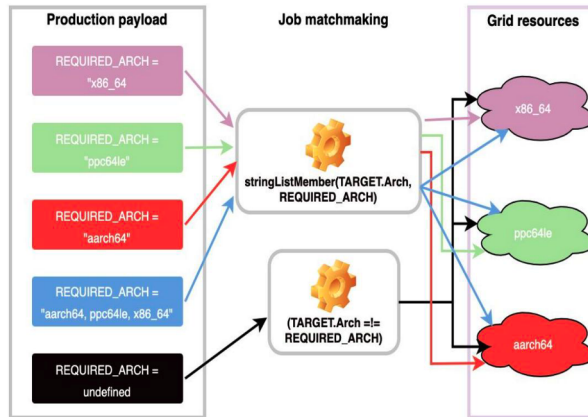 Production payload
Job matchmaking
Grid resources
REQUIRED_ARCH =
"x86_64
REQUIRED_ARCH =
"ppc64le"
REQUIRED_ARCH =
"aarch64"
REQUIRED_ARCH =
"aarch64, ppc64le, x86_64"
REQUIRED_ARCH =
undefined
stringListMember(TARGET.Arch,
REQUIRED_ARCH)
(TARGET.Arch =!=
REQUIRED_ARCH)
x86_64
ppc64le
aarch64